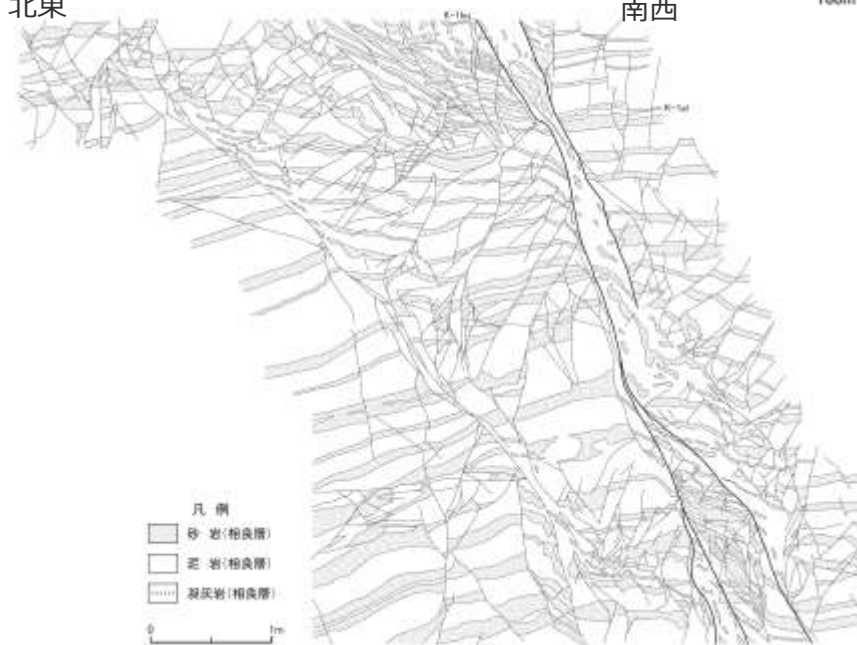 北東
南西
凡 例
砂 岩(相良層)
泥 岩(相良層)
凝灰岩(相良層)
0 1m